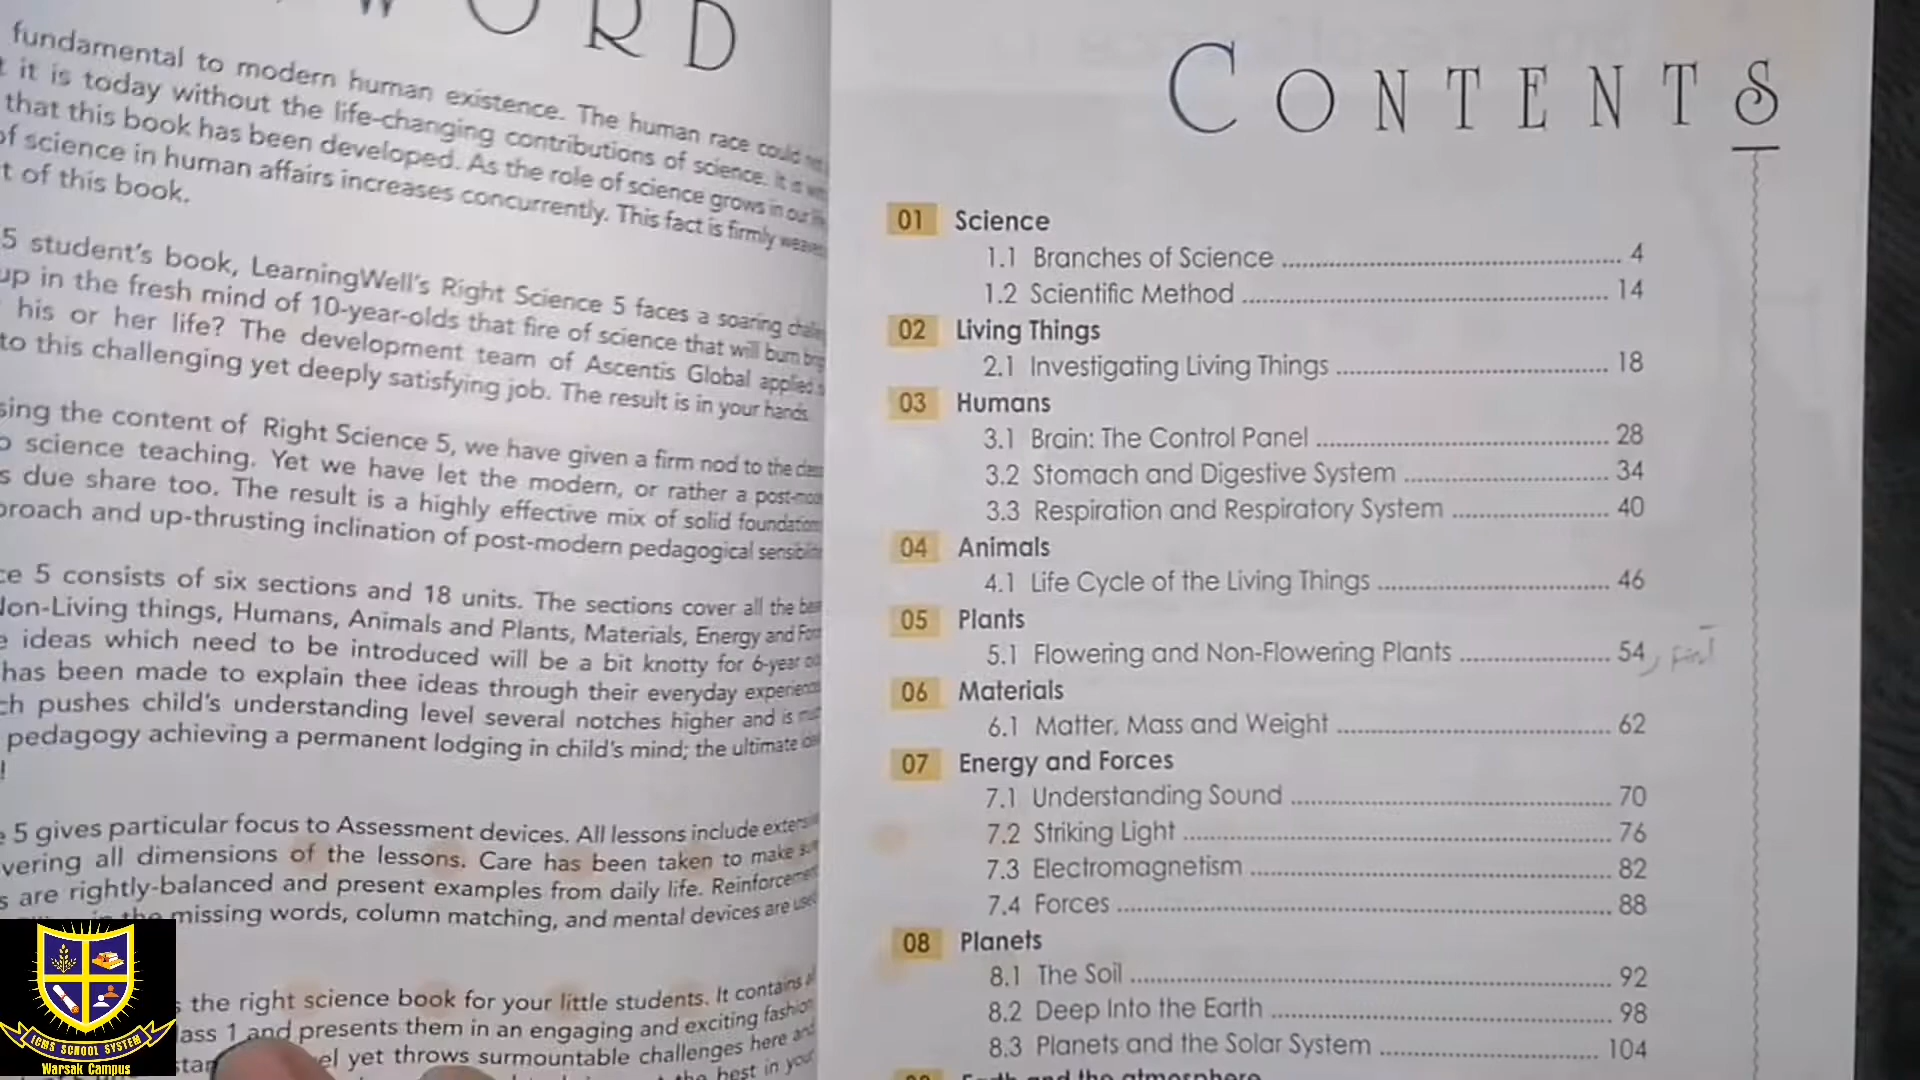 WORD
fundamental to modern human existence. The human race could
it is today without the life-changing contributions of science. It is
that this book has been developed. As the role of science grows in our
of science in human affairs increases concurrently. This fact is firmly
t of this book.
5 student's book, LearningWell's Right Science 5 faces a soaring
up in the fresh mind of 10-year-olds that fire of science that will burn
his or her life? The development team of Ascentis Global applied
to this challenging yet deeply satisfying job. The result is in your hands.
sing the content of Right Science 5, we have given a firm nod to the
science teaching. Yet we have let the modern, or rather a
s due share too. The result is a highly effective mix of solid
proach and up-thrusting inclination of post-modern pedagogical
ce 5 consists of six sections and 18 units. The sections cover all the
Non-Living things, Humans, Animals and Plants, Materials, Energy and
e ideas which need to be introduced will be a bit knotty for 6-year
has been made to explain thee ideas through their everyday
ch pushes child's understanding level several notches higher and is
pedagogy achieving a permanent lodging in child's mind; the ultimate
!
e 5 gives particular focus to Assessment devices. All lessons include
vering all dimensions of the lessons. Care has been taken to make
s are rightly-balanced and present examples from daily life. Reinforcement
the missing words, column matching, and mental devices are
s the right science book for your little students. It contains
lass 1 and presents them in an engaging and exciting fashion
el yet throws surmountable challenges here and
best in your
CONTENTS
01 Science
1.1 Branches of Science 4
1.2 Scientific Method 14
02 Living Things
2.1 Investigating Living Things 18
03 Humans
3.1 Brain: The Control Panel 28
3.2 Stomach and Digestive System 34
3.3 Respiration and Respiratory System 40
04 Animals
4.1 Life Cycle of the Living Things 46
05 Plants
5.1 Flowering and Non-Flowering Plants 54
06 Materials
6.1 Matter, Mass and Weight 62
07 Energy and Forces
7.1 Understanding Sound 70
7.2 Striking Light 76
7.3 Electromagnetism 82
7.4 Forces 88
08 Planets
8.1 The Soil 92
8.2 Deep Into the Earth 98
8.3 Planets and the Solar System 104
Earth and the atmosphere
ICMS SCHOOL SYSTEM
Warsak Campus